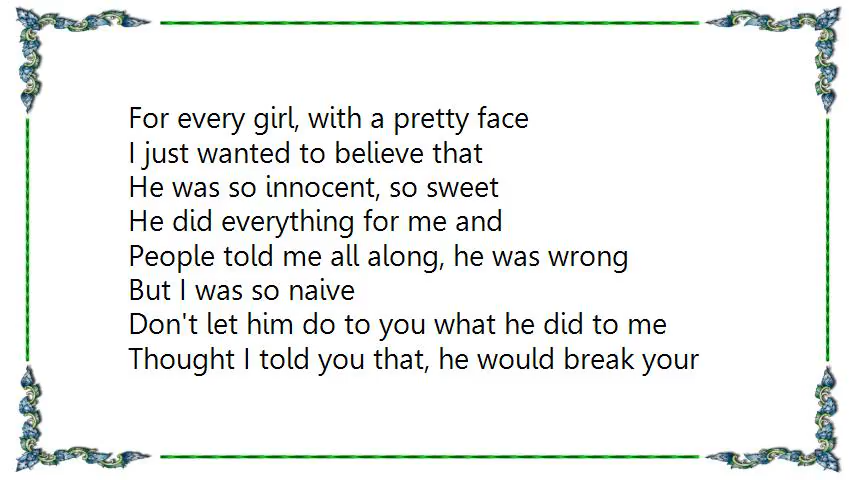 For every girl, with a pretty face
I just wanted to believe that
He was so innocent, so sweet
He did everything for me and
People told me all along, he was wrong
But I was so naive
Don't let him do to you what he did to me
Thought I told you that, he would break your